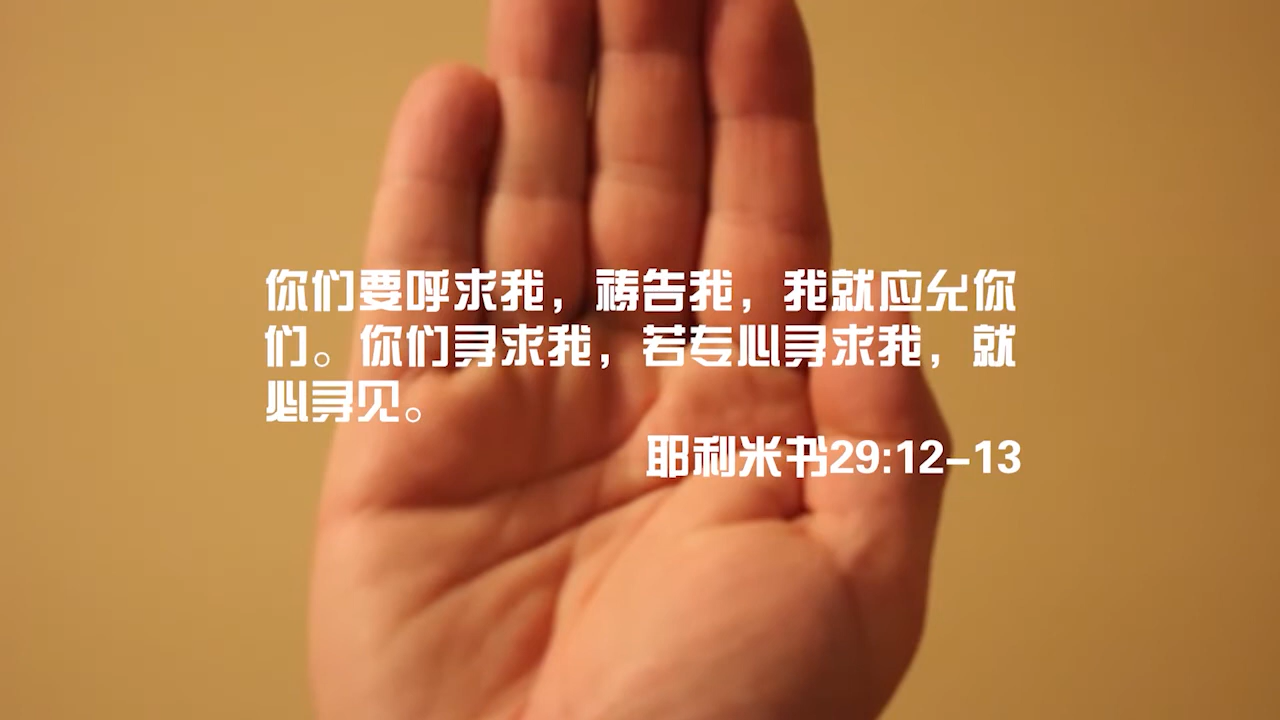 你们要呼求我，祷告我，我就应允你
们。你们寻求我，若专心寻求我，就
必寻见。
耶利米书29:12-13